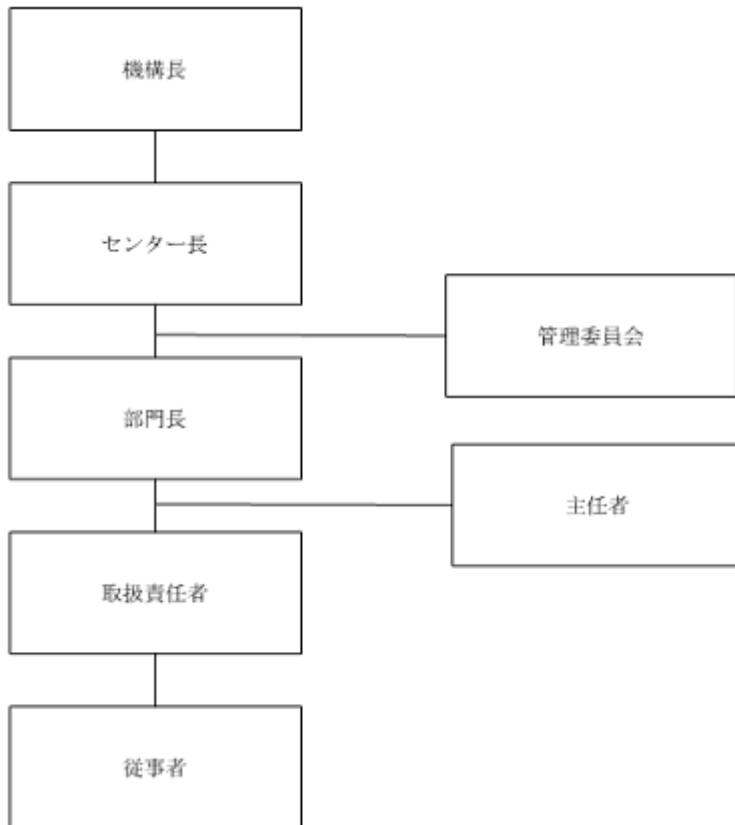 機構長
センター長
管理委員会
部門長
主任者
取扱責任者
従事者